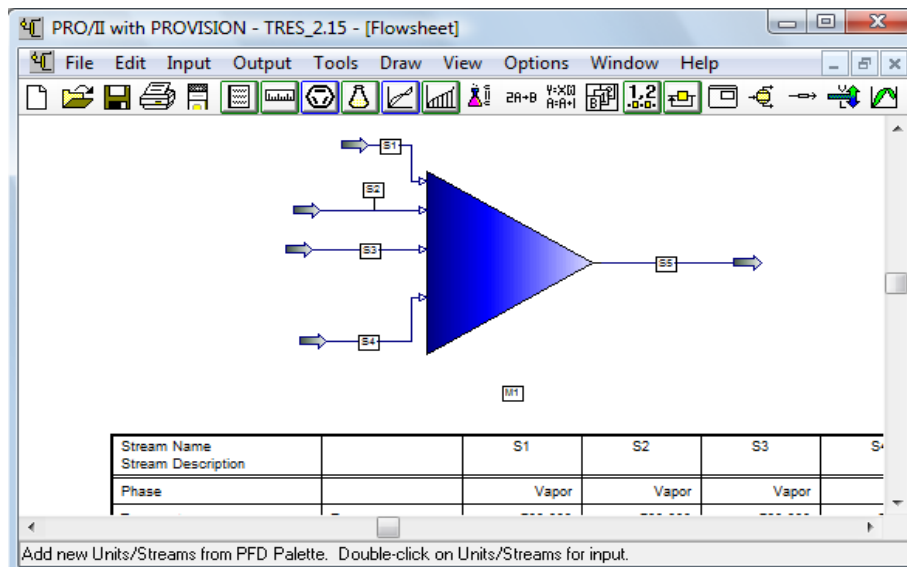 PRO/II with PROVISION - TRES_2.15 - [Flowsheet]
File Edit Input Output Tools Draw View Options Window Help
2A→B
1.2
S1
S2
S3
S5
S4
M1
Stream Name S1 S2 S3
Stream Description
Phase Vapor Vapor Vapor
Add new Units/Streams from PFD Palette. Double-click on Units/Streams for input.